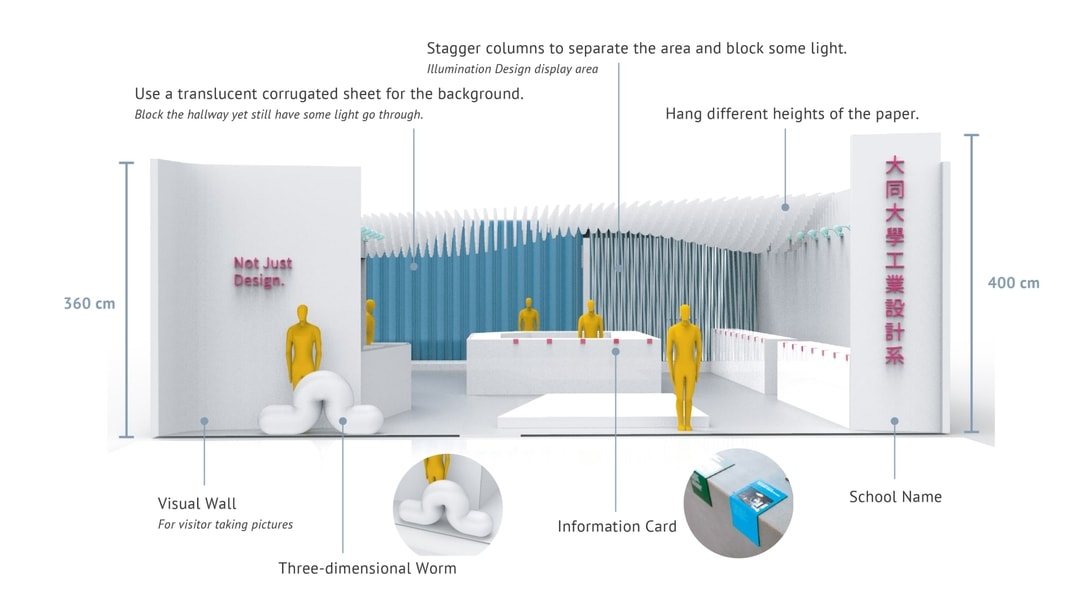 Stagger columns to separate the area and block some light.
Illumination Design display area
Use a translucent corrugated sheet for the background.
Block the hallway yet still have some light go through.
Hang different heights of the paper.
大同大學工業設計系
Not Just
Design.
360 cm
400 cm
Visual Wall
For visitor taking pictures
School Name
Information Card
Three-dimensional Worm